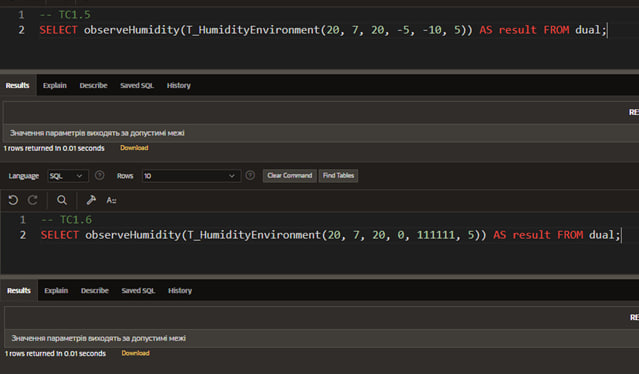 1 -- TC1.5
2 SELECT observeHumidity(T_HumidityEnvironment(20, 7, 20, -5, -10, 5)) AS result FROM dual;
Results Explain Describe Saved SQL History
RE
Значення параметрів виходять за допустимі межі
1 rows returned in 0.01 seconds Download
Language SQL Rows 10 Clear Command Find Tables
A
1 -- TC1.6
2 SELECT observeHumidity(T_HumidityEnvironment(20, 7, 20, 0, 111111, 5)) AS result FROM dual;
Results Explain Describe Saved SQL History
RE
Значення параметрів виходять за допустимі межі
1 rows returned in 0.01 seconds Download